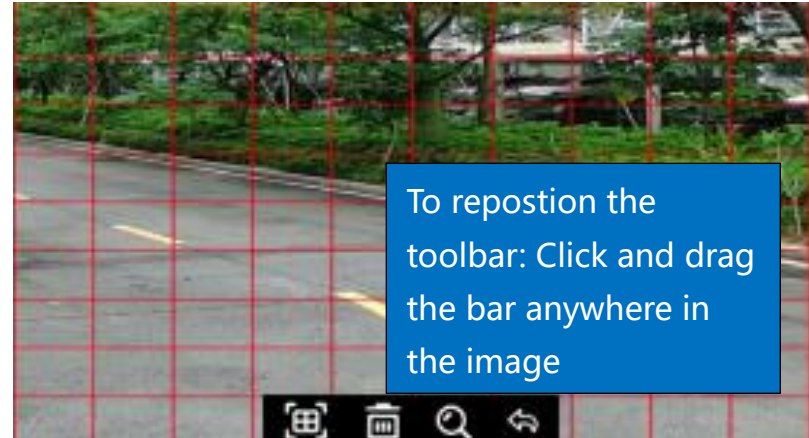 To repostion the
toolbar: Click and drag
the bar anywhere in
the image